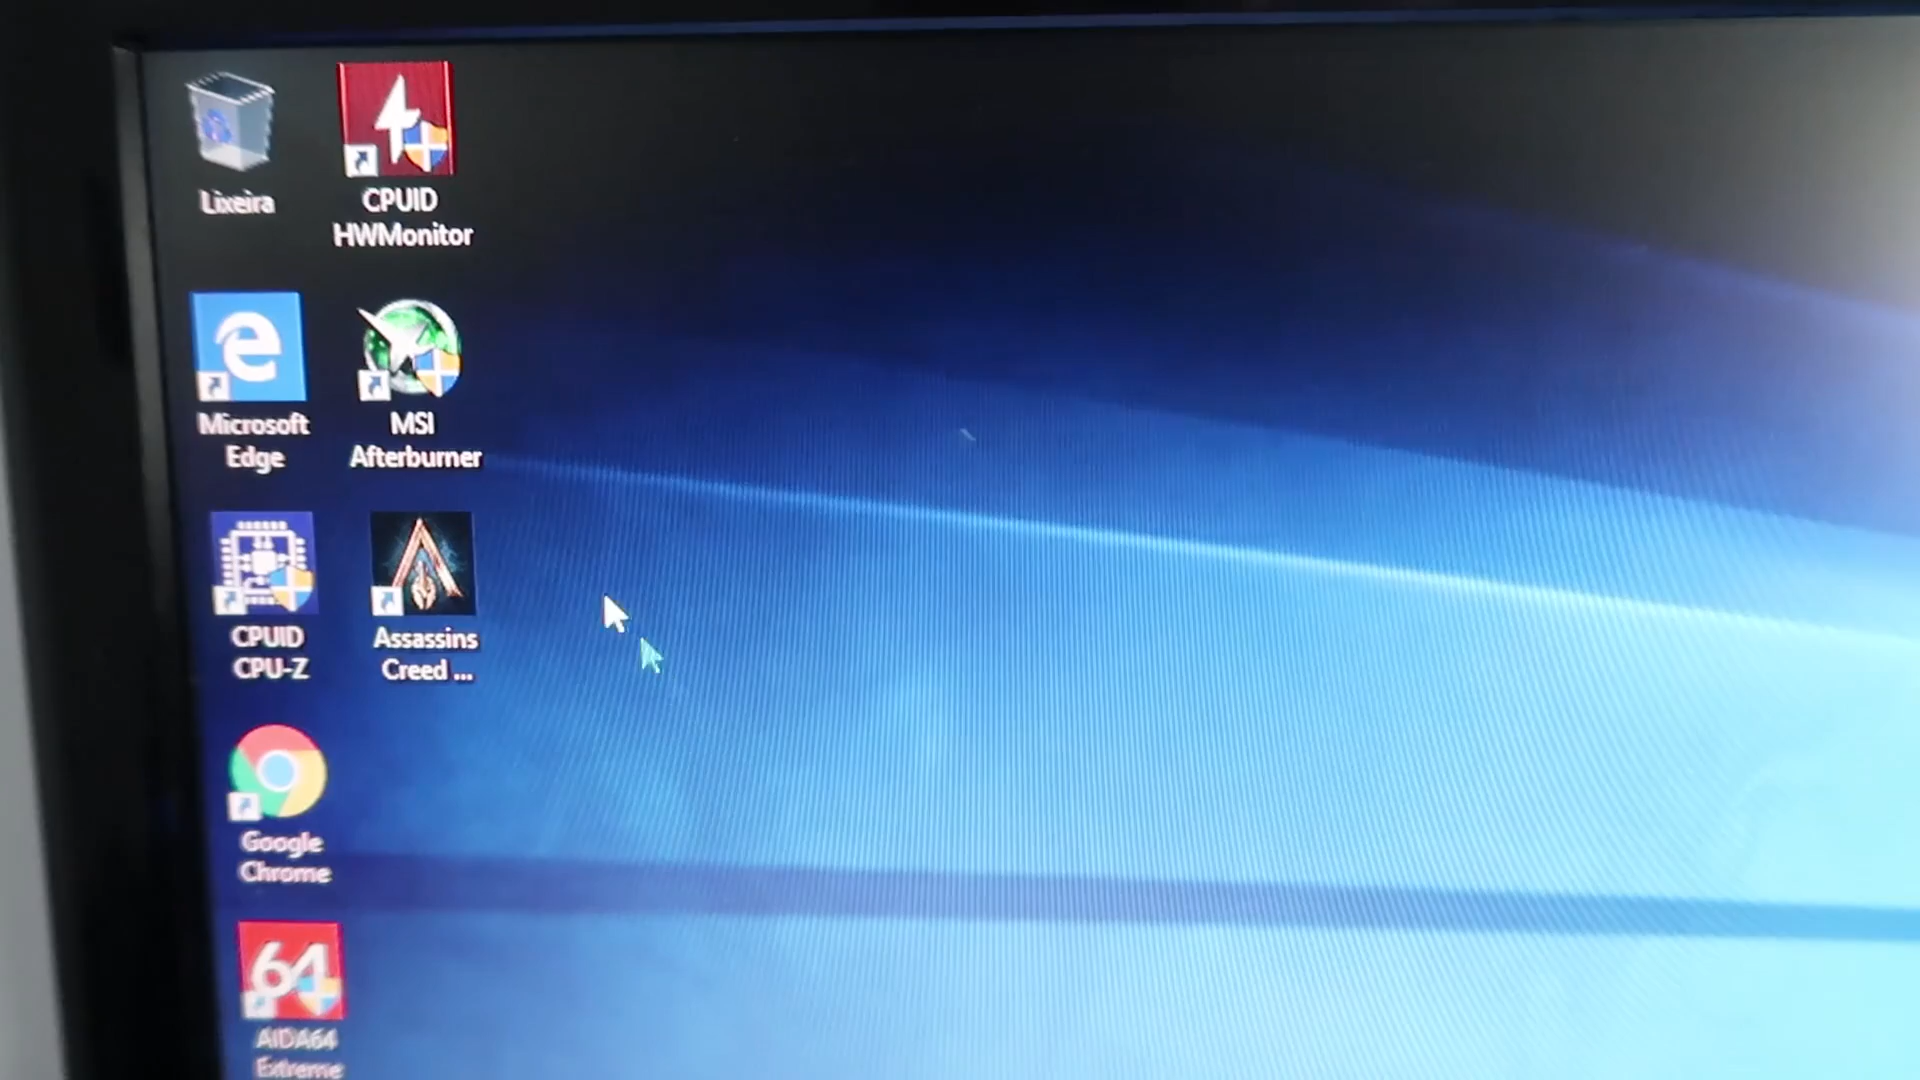 Lixeira
CPUID
HWMonitor
Microsoft
Edge
MSI
Afterburner
CPUID
CPU-Z
Assassins
Creed ...
Google
Chrome
64
AIDA64
Extreme